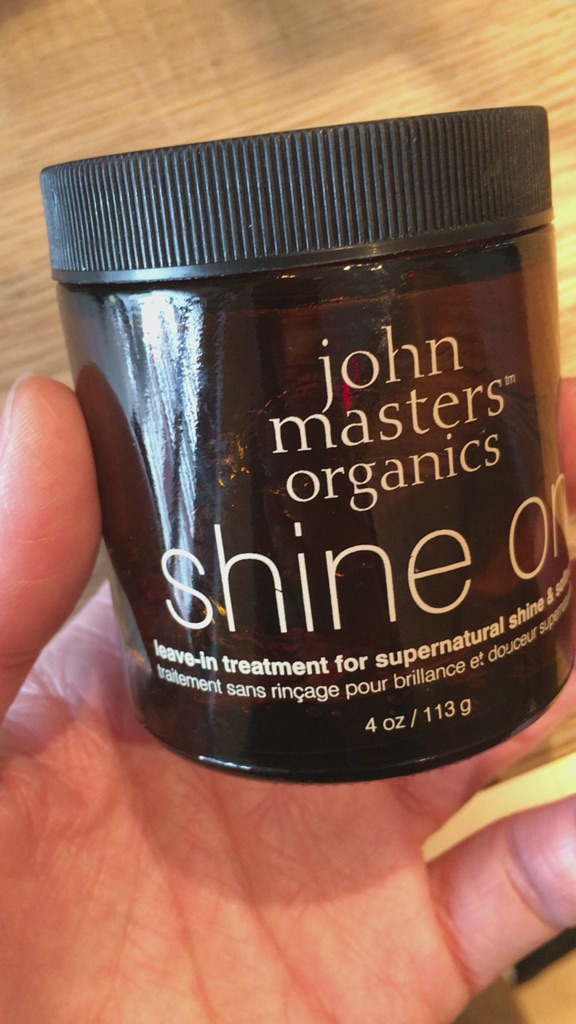 john
masters™
organics
shine on
leave-in treatment for supernatural shine &
traitement sans rinçage pour brillance et douceur
4 oz / 113 g